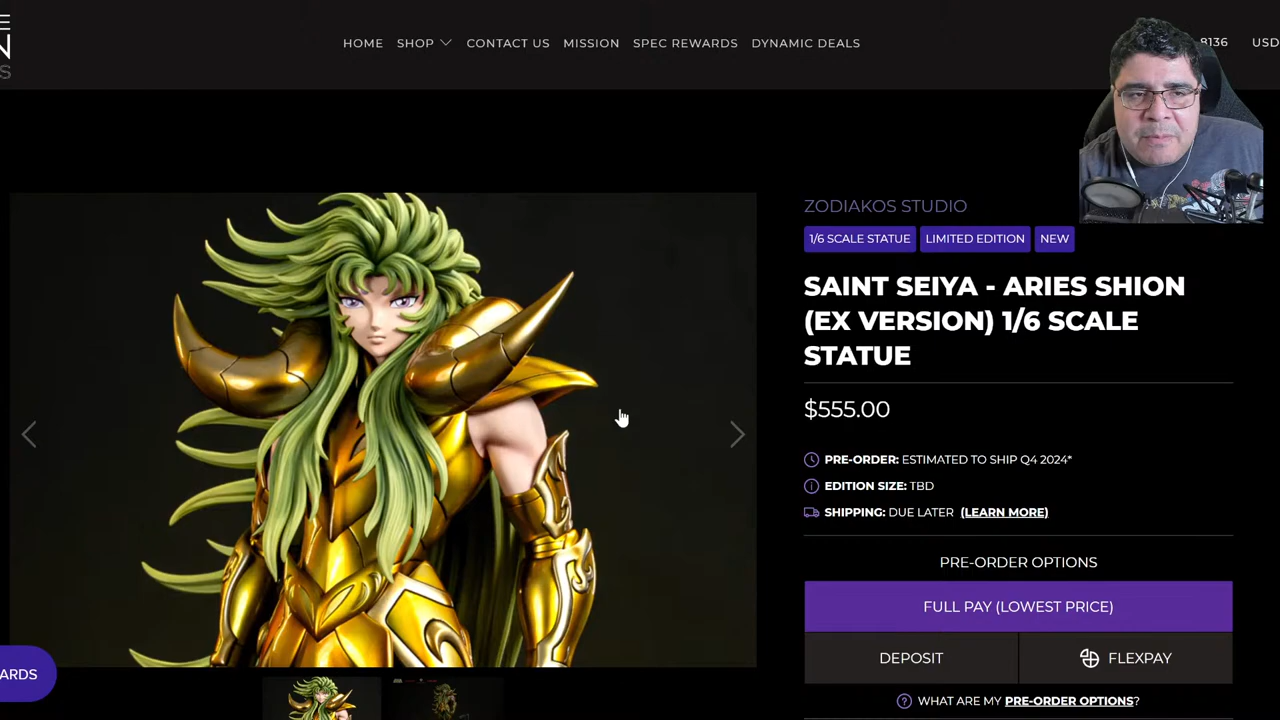 E
N
S
HOME
SHOP
CONTACT US
MISSION
SPEC REWARDS
DYNAMIC DEALS
8136
USD
ZODIAKOS STUDIO
1/6 SCALE STATUE
LIMITED EDITION
NEW
SAINT SEIYA - ARIES SHION
(EX VERSION) 1/6 SCALE
STATUE
$555.00
PRE-ORDER: ESTIMATED TO SHIP Q4 2024*
EDITION SIZE: TBD
SHIPPING: DUE LATER (LEARN MORE)
PRE-ORDER OPTIONS
FULL PAY (LOWEST PRICE)
DEPOSIT
FLEXPAY
ARDS
WHAT ARE MY PRE-ORDER OPTIONS?